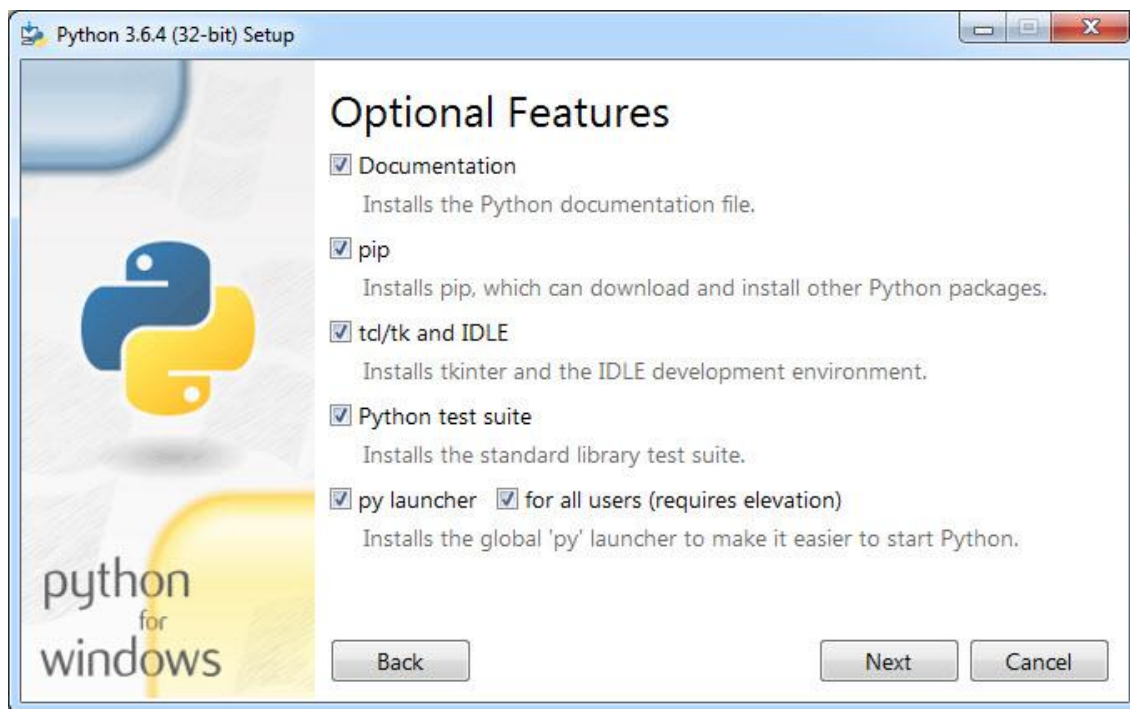 Python 3.6.4 (32-bit) Setup
Optional Features
Documentation
Installs the Python documentation file.
pip
Installs pip, which can download and install other Python packages.
tcl/tk and IDLE
Installs tkinter and the IDLE development environment.
Python test suite
Installs the standard library test suite.
py launcher for all users (requires elevation)
Installs the global 'py' launcher to make it easier to start Python.
python
for
windows
Back Next Cancel